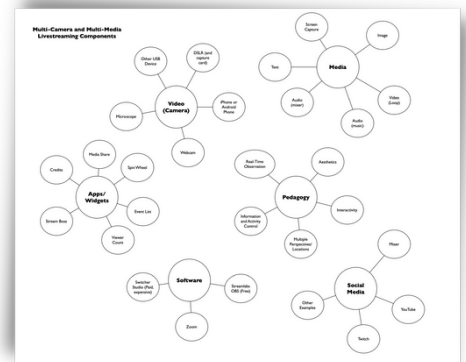 Multi-Camera and Multi-Media
Livestreaming Components
Screen
Capture
Image
Text
Media
Audio
(mixer)
Video
(Loop)
Audio
(music)
Other USB
Device
DSLR (and
capture
card)
Video
(Camera)
iPhone or
Android
Phone
Microscope
Webcam
Media Share
Credits
Spin Wheel
Apps/
Widgets
Stream Boss
Event List
Viewer
Count
Real-Time
Observation
Aesthetics
Pedagogy
Interactivity
Information
and Activity
Control
Multiple
Perspectives/
Locations
Software
Switcher
Studio (Paid,
expensive)
Streamlabs
OBS (Free)
Zoom
Mixer
Social
Media
Other
Examples
YouTube
Twitch